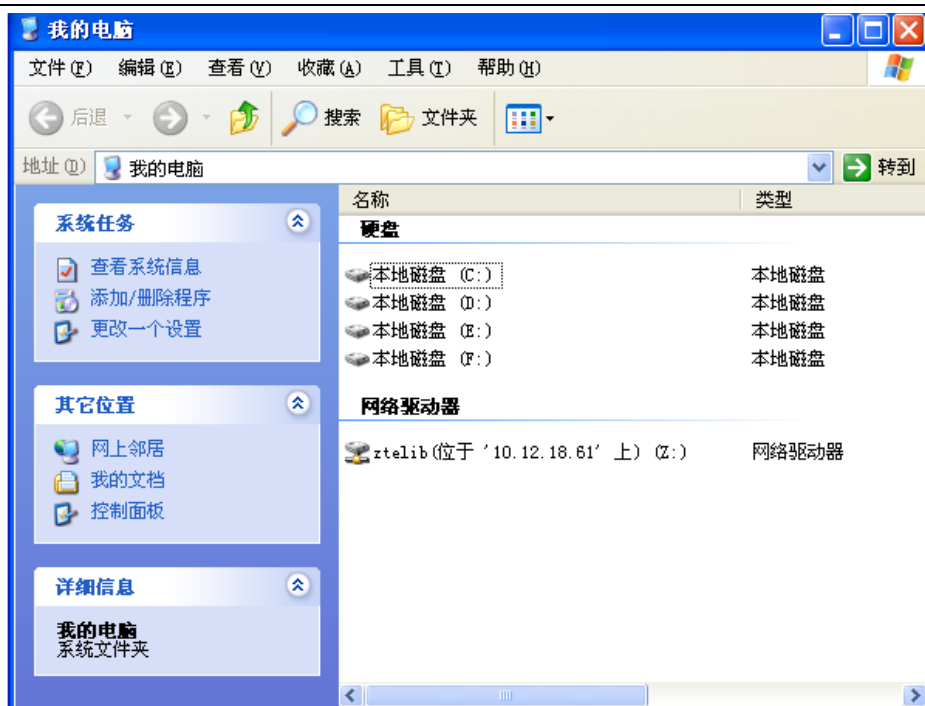 我的电脑
文件(F) 编辑(E) 查看(V) 收藏(A) 工具(T) 帮助(H)
后退 搜索 文件夹
地址(D) 我的电脑 转到
名称 类型
系统任务
查看系统信息
添加/删除程序
更改一个设置
其它位置
网上邻居
我的文档
控制面板
详细信息
我的电脑
系统文件夹
硬盘
本地磁盘 (C:) 本地磁盘
本地磁盘 (D:) 本地磁盘
本地磁盘 (E:) 本地磁盘
本地磁盘 (F:) 本地磁盘
网络驱动器
ztelib(位于 '10.12.18.61' 上) (Z:) 网络驱动器